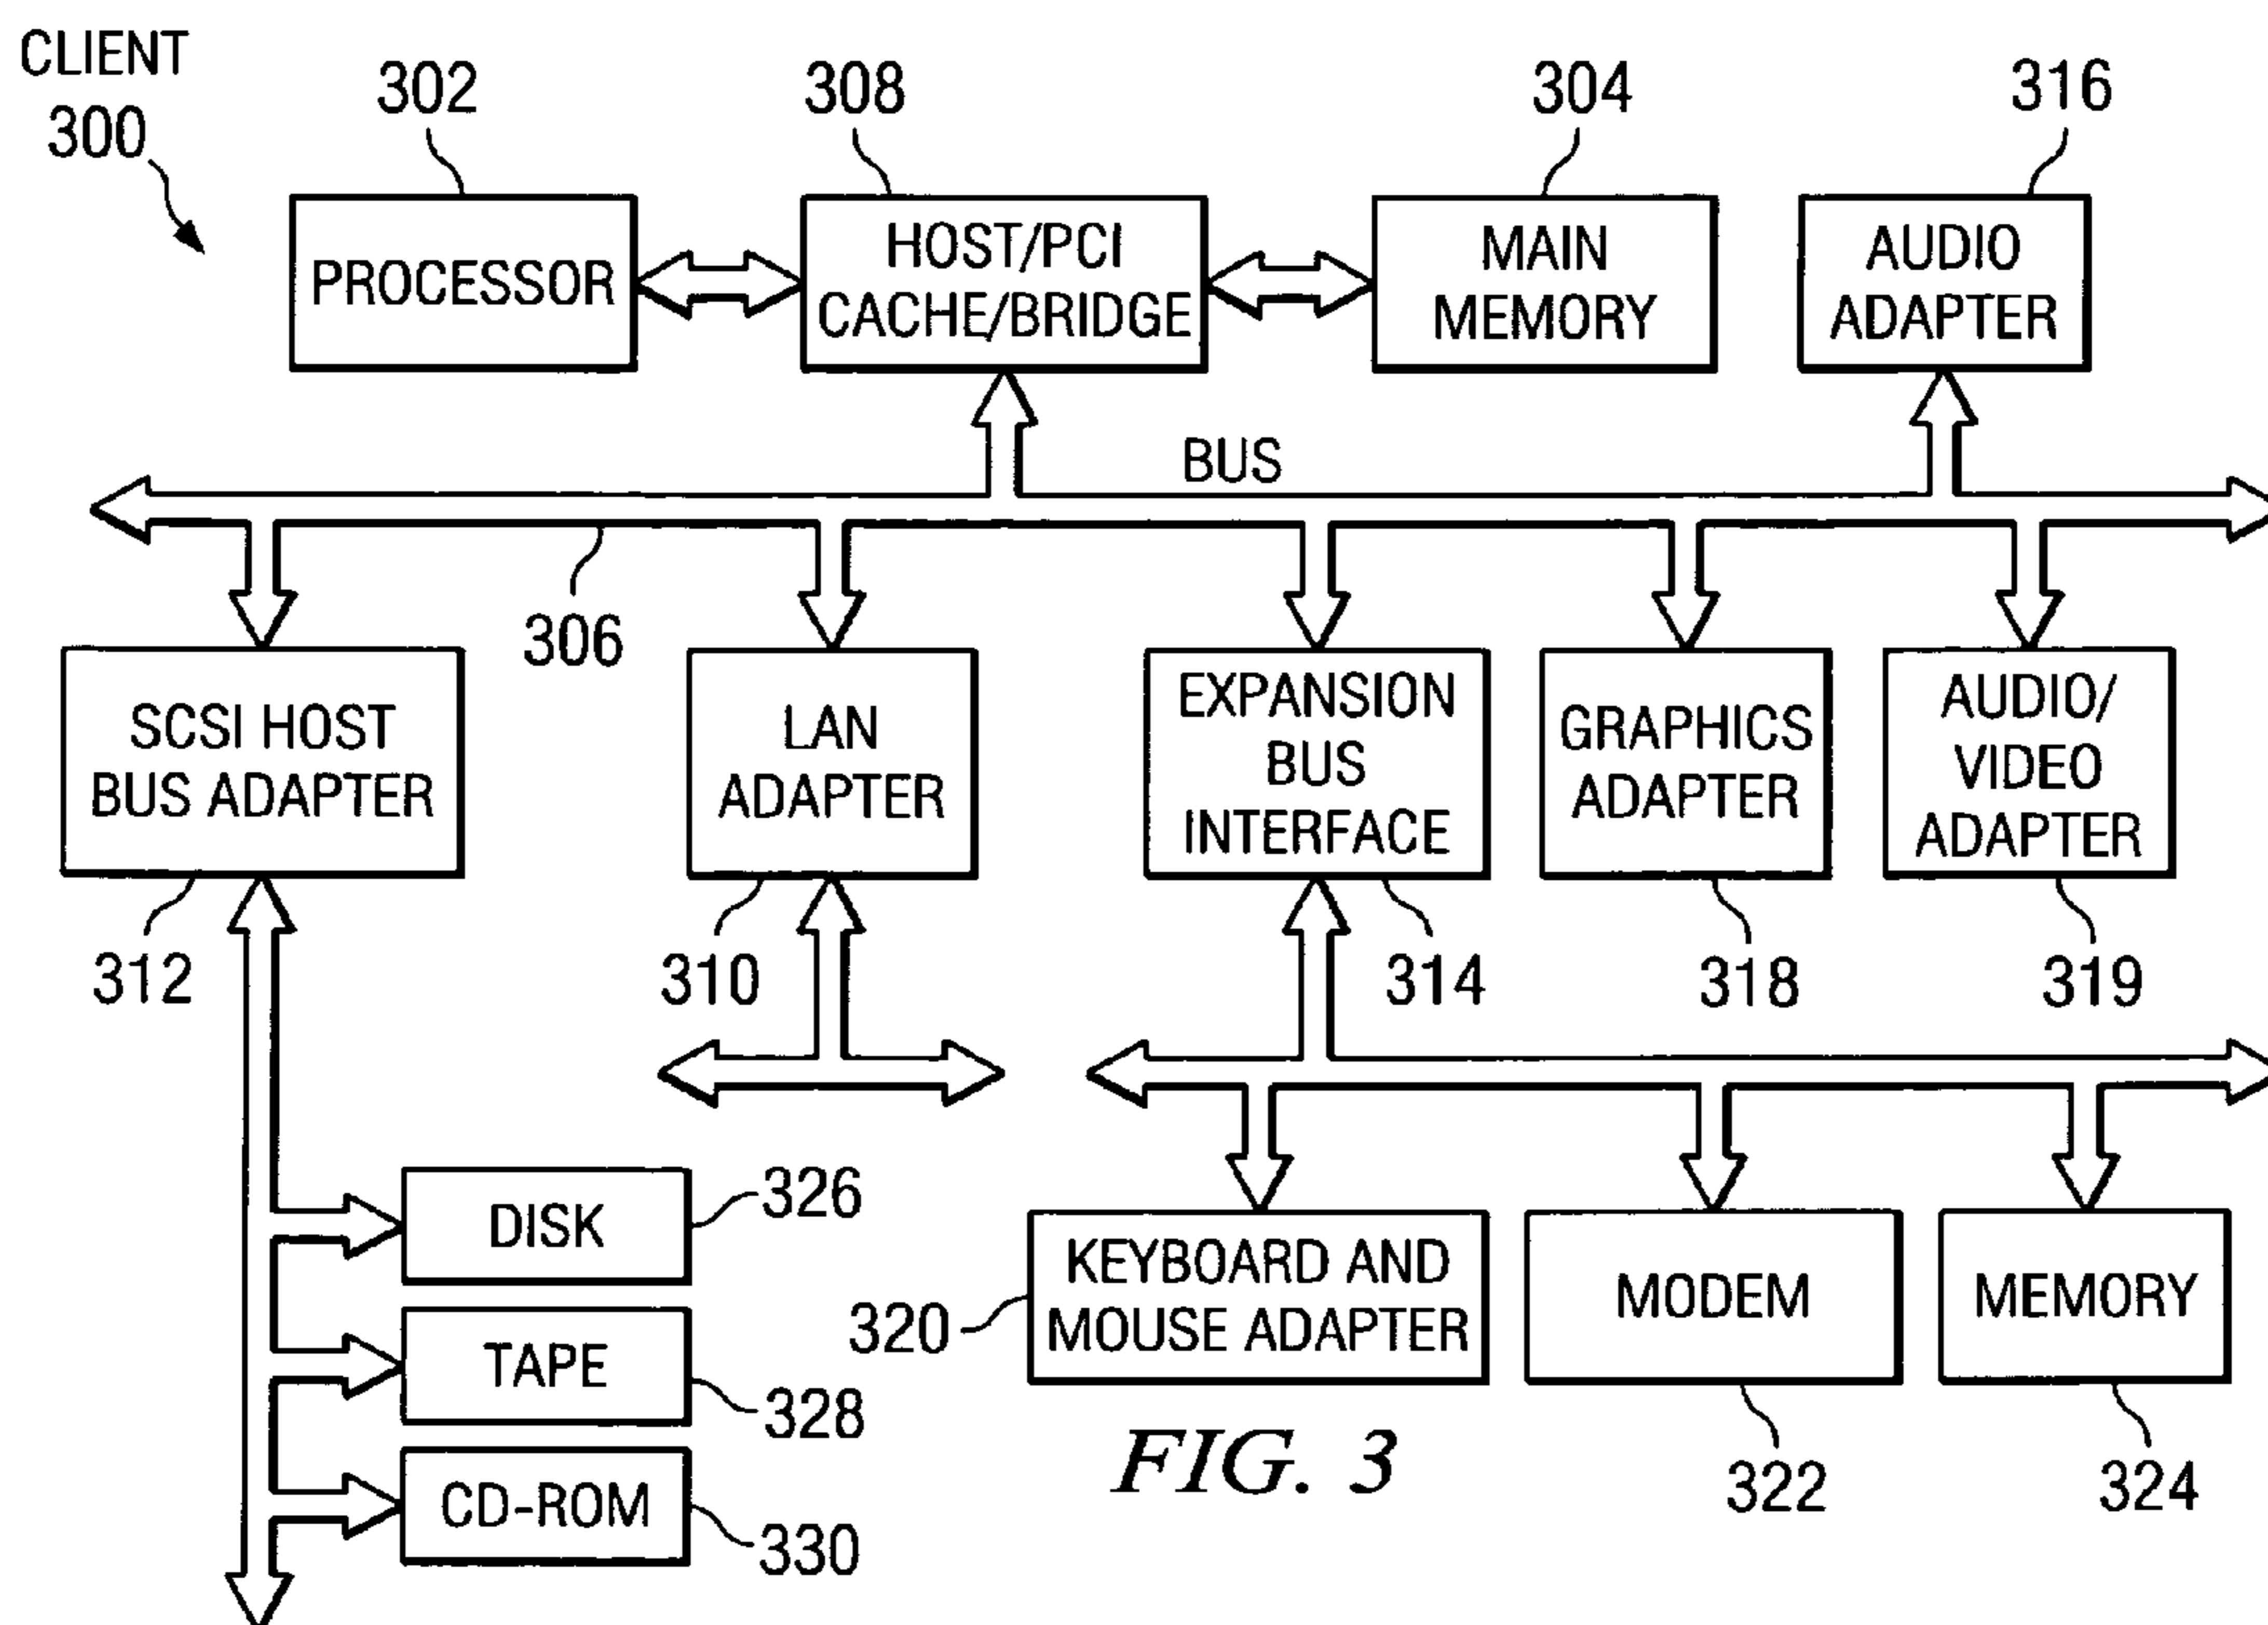 CLIENT
300
302
308
304
316
PROCESSOR
HOST/PCI
CACHE/BRIDGE
MAIN
MEMORY
AUDIO
ADAPTER
BUS
306
SCSI HOST
BUS ADAPTER
LAN
ADAPTER
EXPANSION
BUS
INTERFACE
GRAPHICS
ADAPTER
AUDIO/
VIDEO
ADAPTER
312
310
314
318
319
DISK
326
TAPE
328
CD-ROM
330
320
KEYBOARD AND
MOUSE ADAPTER
MODEM
MEMORY
322
324
FIG. 3